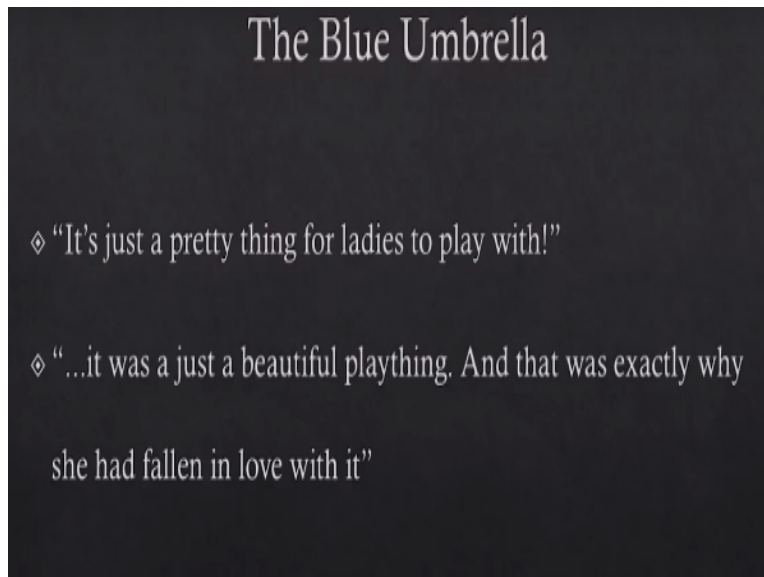 The Blue Umbrella
“It’s just a pretty thing for ladies to play with!”
“...it was a just a beautiful plaything. And that was exactly why
she had fallen in love with it”